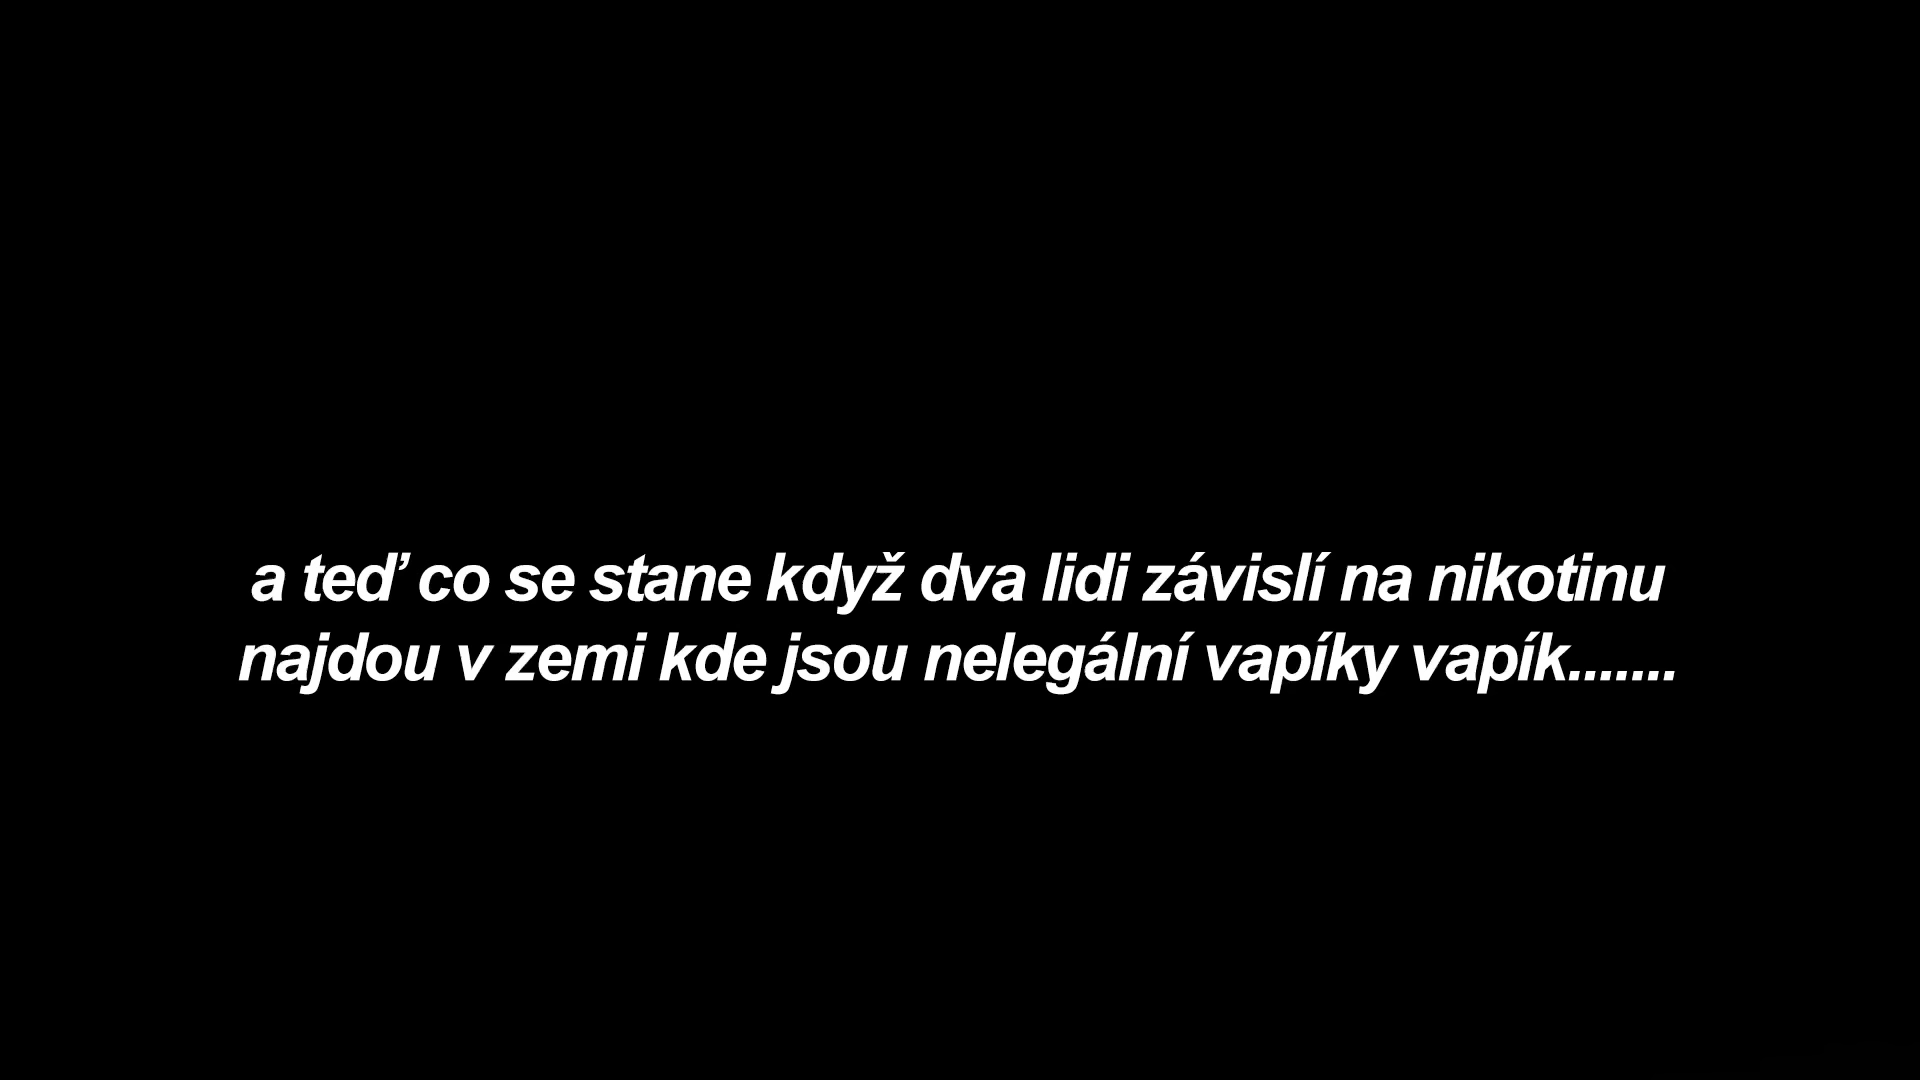 a teď co se stane když dva lidi závislí na nikotinu
najdou v zemi kde jsou nelegální vapíky vapík.......